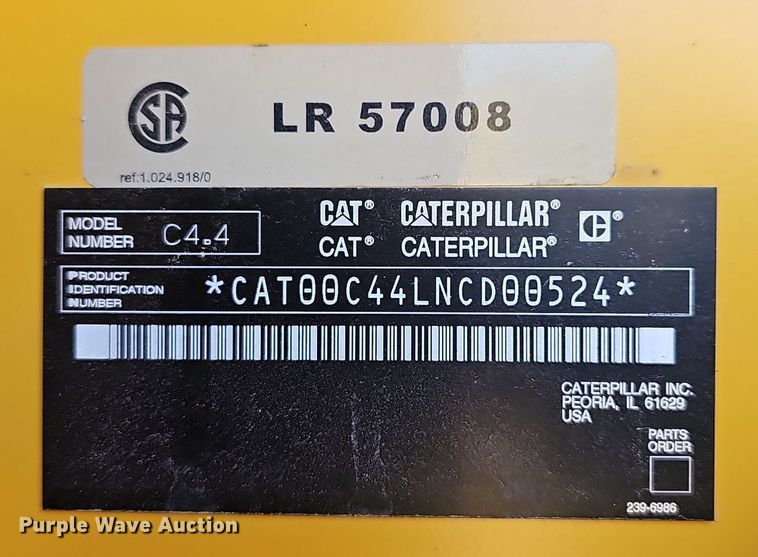 CSA
LR 57008
ref:1.024.918/0
MODEL NUMBER C4.4
CAT® CATERPILLAR® C®
CAT® CATERPILLAR®
PRODUCT IDENTIFICATION NUMBER *CAT00C44LNCD00524*
CATERPILLAR INC.
PEORIA, IL 61629
USA
PARTS
ORDER
239-6986
Purple Wave Auction